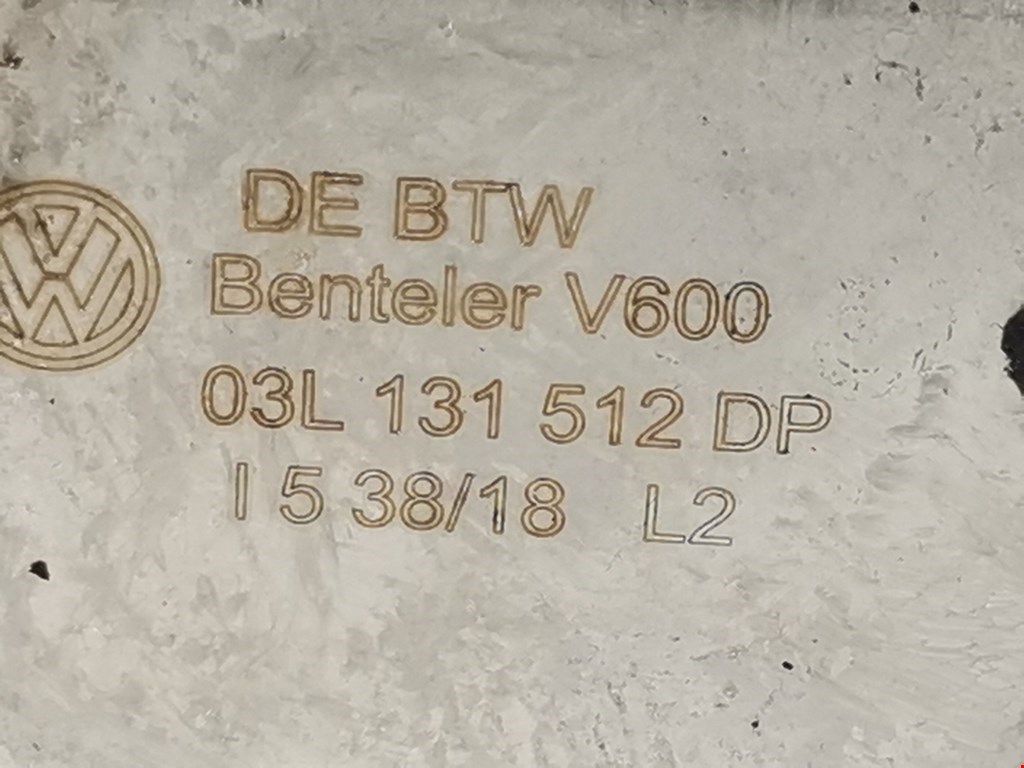 DE BTW
Benteler V600
03L 131 512 DP
I 5 38/18 L2